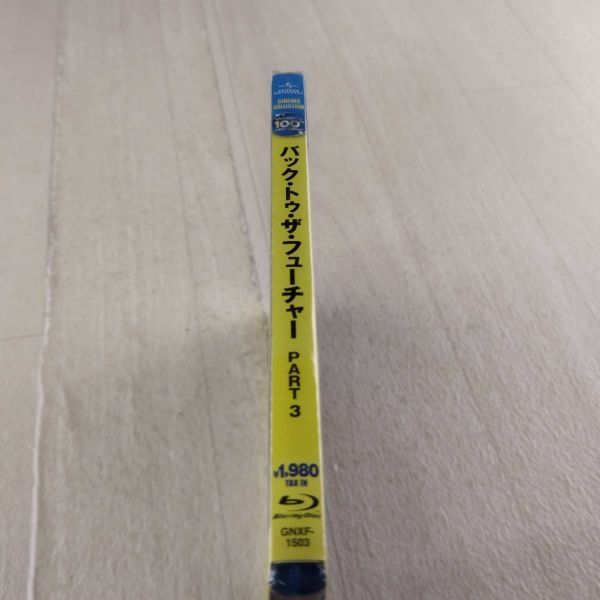 CINEMA
COLLECTION
100
バック・トゥ・ザ・フューチャー PART 3
¥1,980
TAX IN
Blu-ray Disc
GNXF-
1503